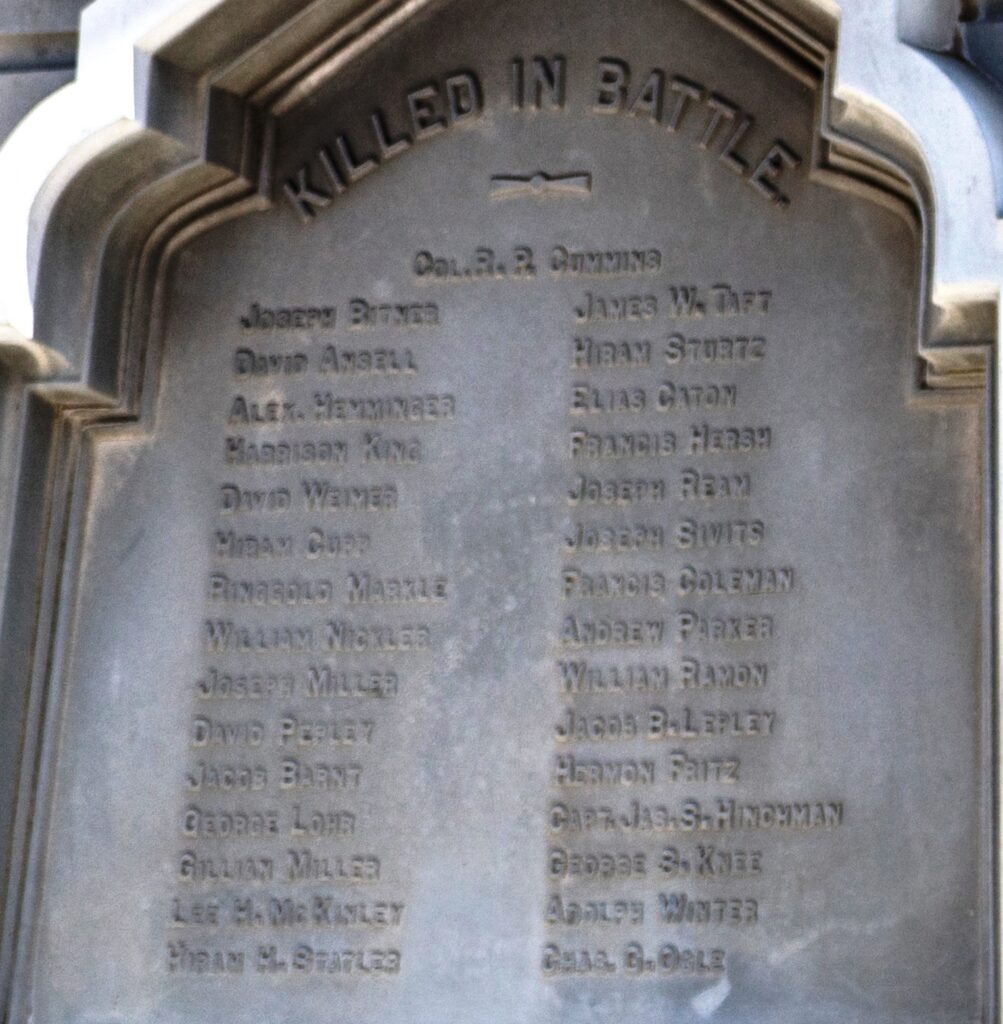 KILLED IN BATTLE.
COL. R. P. CUMMINS
JOSEPH BITNER
DAVID ANSELL
ALEX. HEMMINGER
HARRISON KING
DAVID WEIMER
HIRAM CUPP
RINGGOLD MARKLE
WILLIAM NICKLER
JOSEPH MILLER
DAVID PEPLEY
JACOB BARNT
GEORGE LOHR
GILLIAN MILLER
LEE H. MCKINLEY
HIRAM H. STATLER
JAMES W. TAFT
HIRAM STURTZ
ELIAS CATON
FRANCIS HERSH
JOSEPH REAM
JOSEPH SIVITS
FRANCIS COLEMAN
ANDREW PARKER
WILLIAM RAMON
JACOB B. LEPLEY
HERMON FRITZ
CAPT. JAS. S. HINCHMAN
GEORGE S. KNEE
ADOLPH WINTER
CHAS. G. OGLE